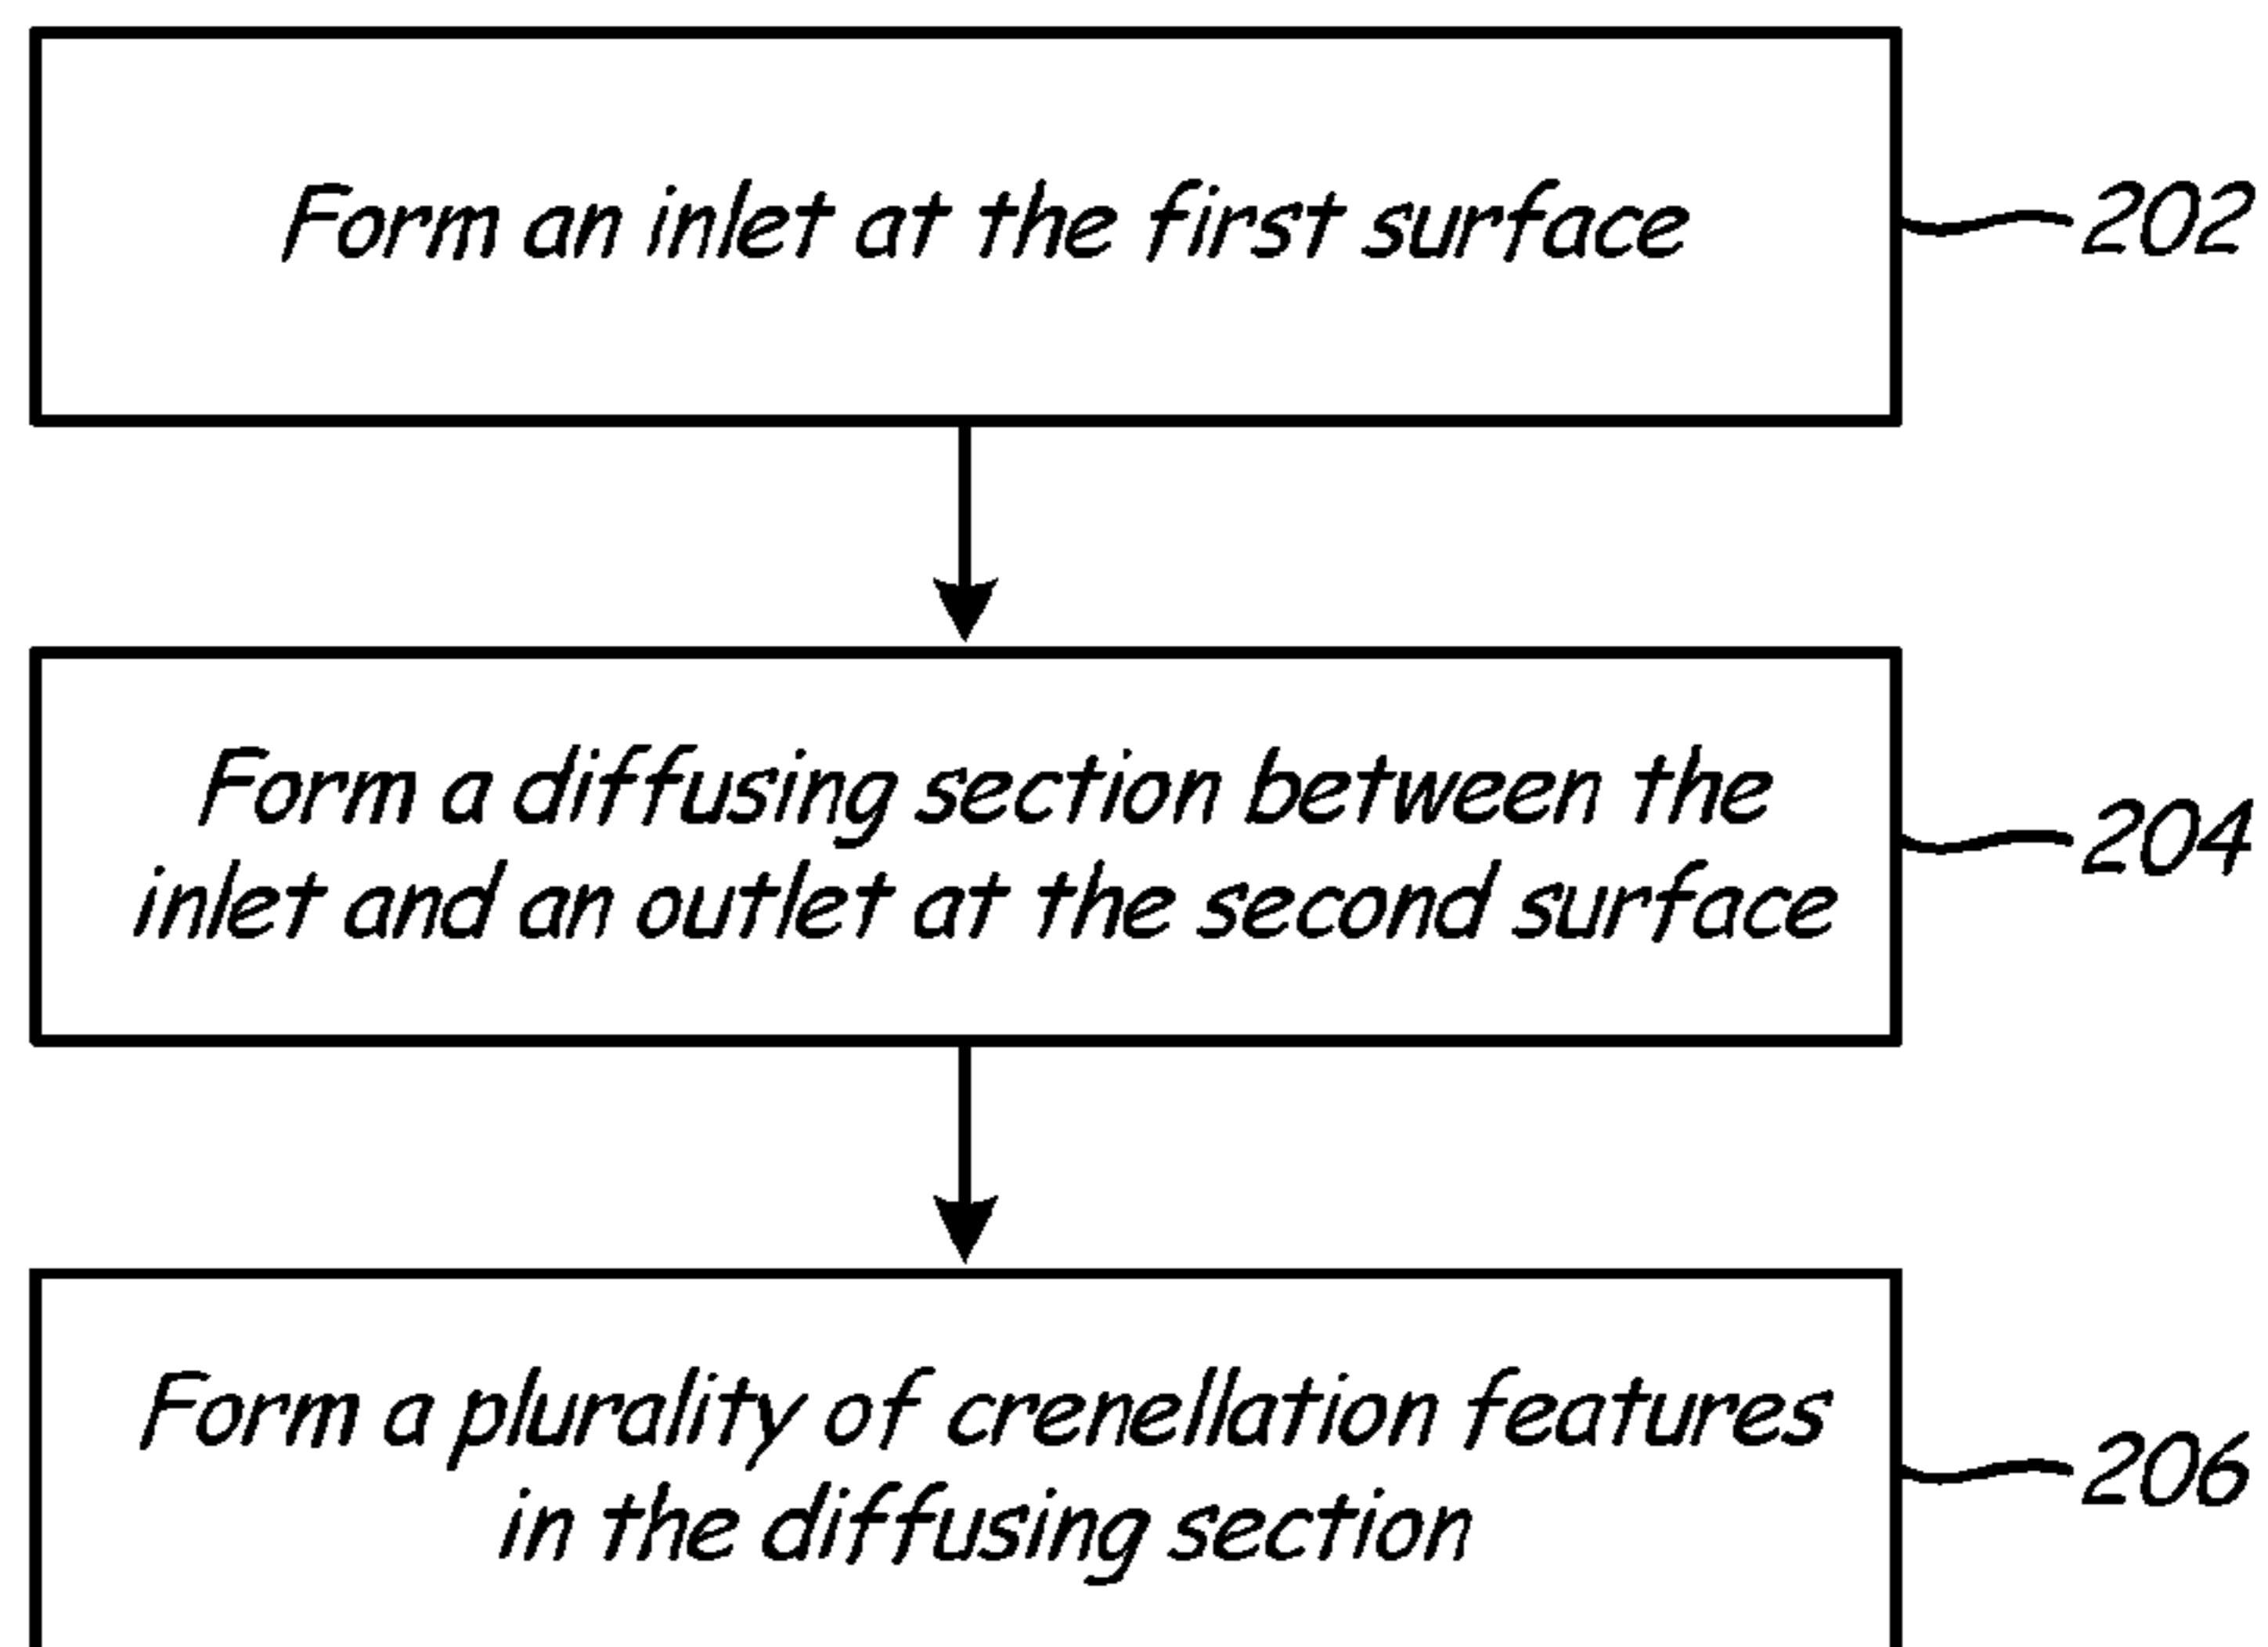 Form an inlet at the first surface
202
Form a diffusing section between the
inlet and an outlet at the second surface
204
Form a plurality of crenellation features
in the diffusing section
206